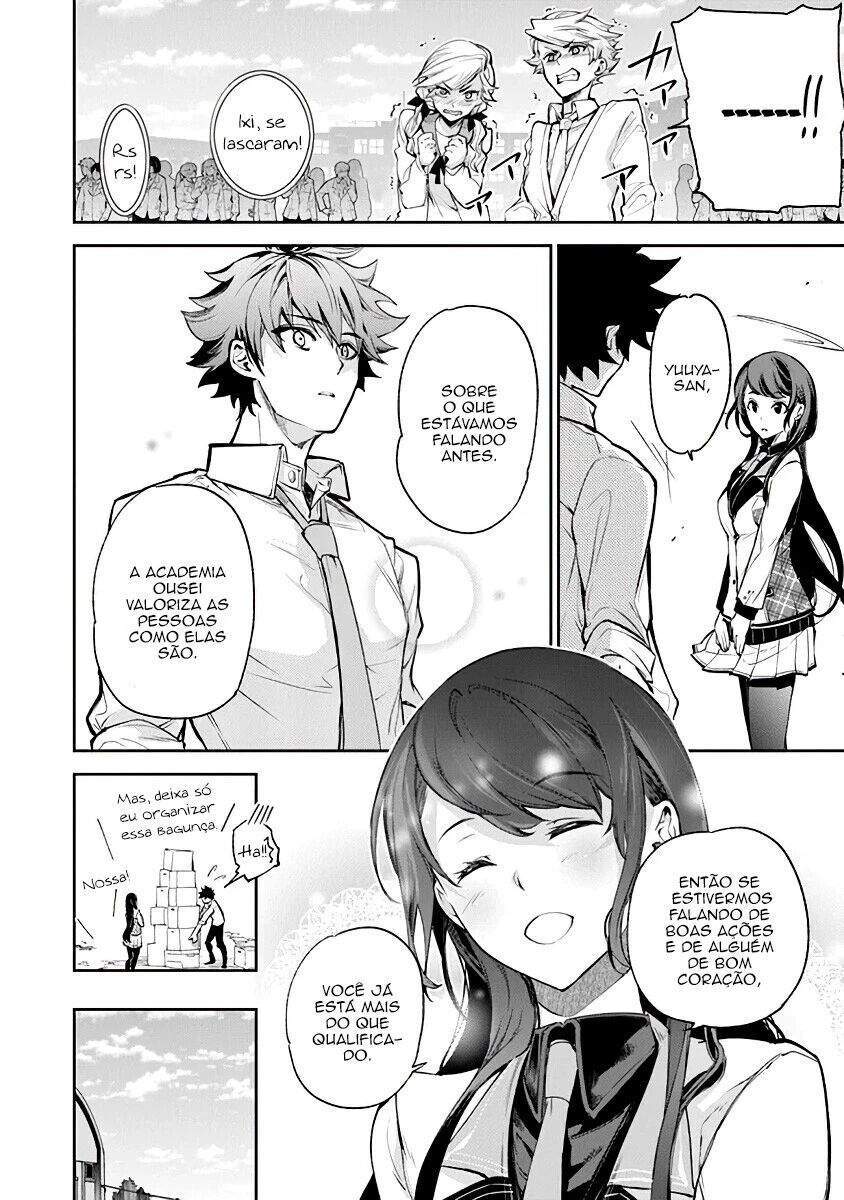 --------!!
Ixi, se
lascaram!
Rs
rs!
YUUYA-
SAN,
SOBRE
O QUE
ESTÁVAMOS
FALANDO
ANTES.
A ACADEMIA
OUSEI
VALORIZA AS
PESSOAS
COMO ELAS
SÃO.
ENTÃO SE
ESTIVERMOS
FALANDO DE
BOAS AÇÕES
E DE ALGUÉM
DE BOM
CORAÇÃO,
VOCÊ JÁ
ESTÁ MAIS
DO QUE
QUALIFICA-
DO.
Mas, deixa só
eu organizar
essa bagunça.
Ha!!
Nossa!